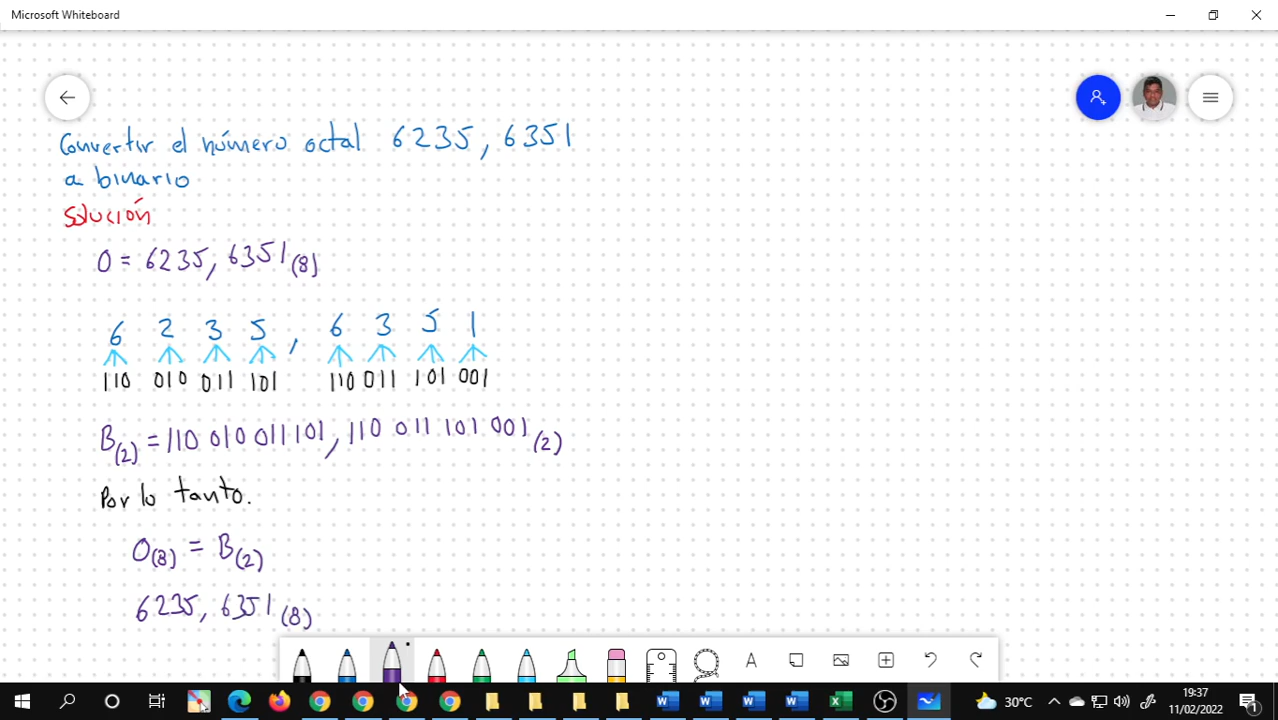 Microsoft Whiteboard
Convertir el número octal 6235,6351
a binario
Solución
O = 6235,6351(8)
6 2 3 5 , 6 3 5 1
110 010 011 101 110 011 101 001
B(2) = 110 010 011 101, 110 011 101 001(2)
Por lo tanto.
O(8) = B(2)
6235,6351(8)
A
30°C
19:37
11/02/2022
1